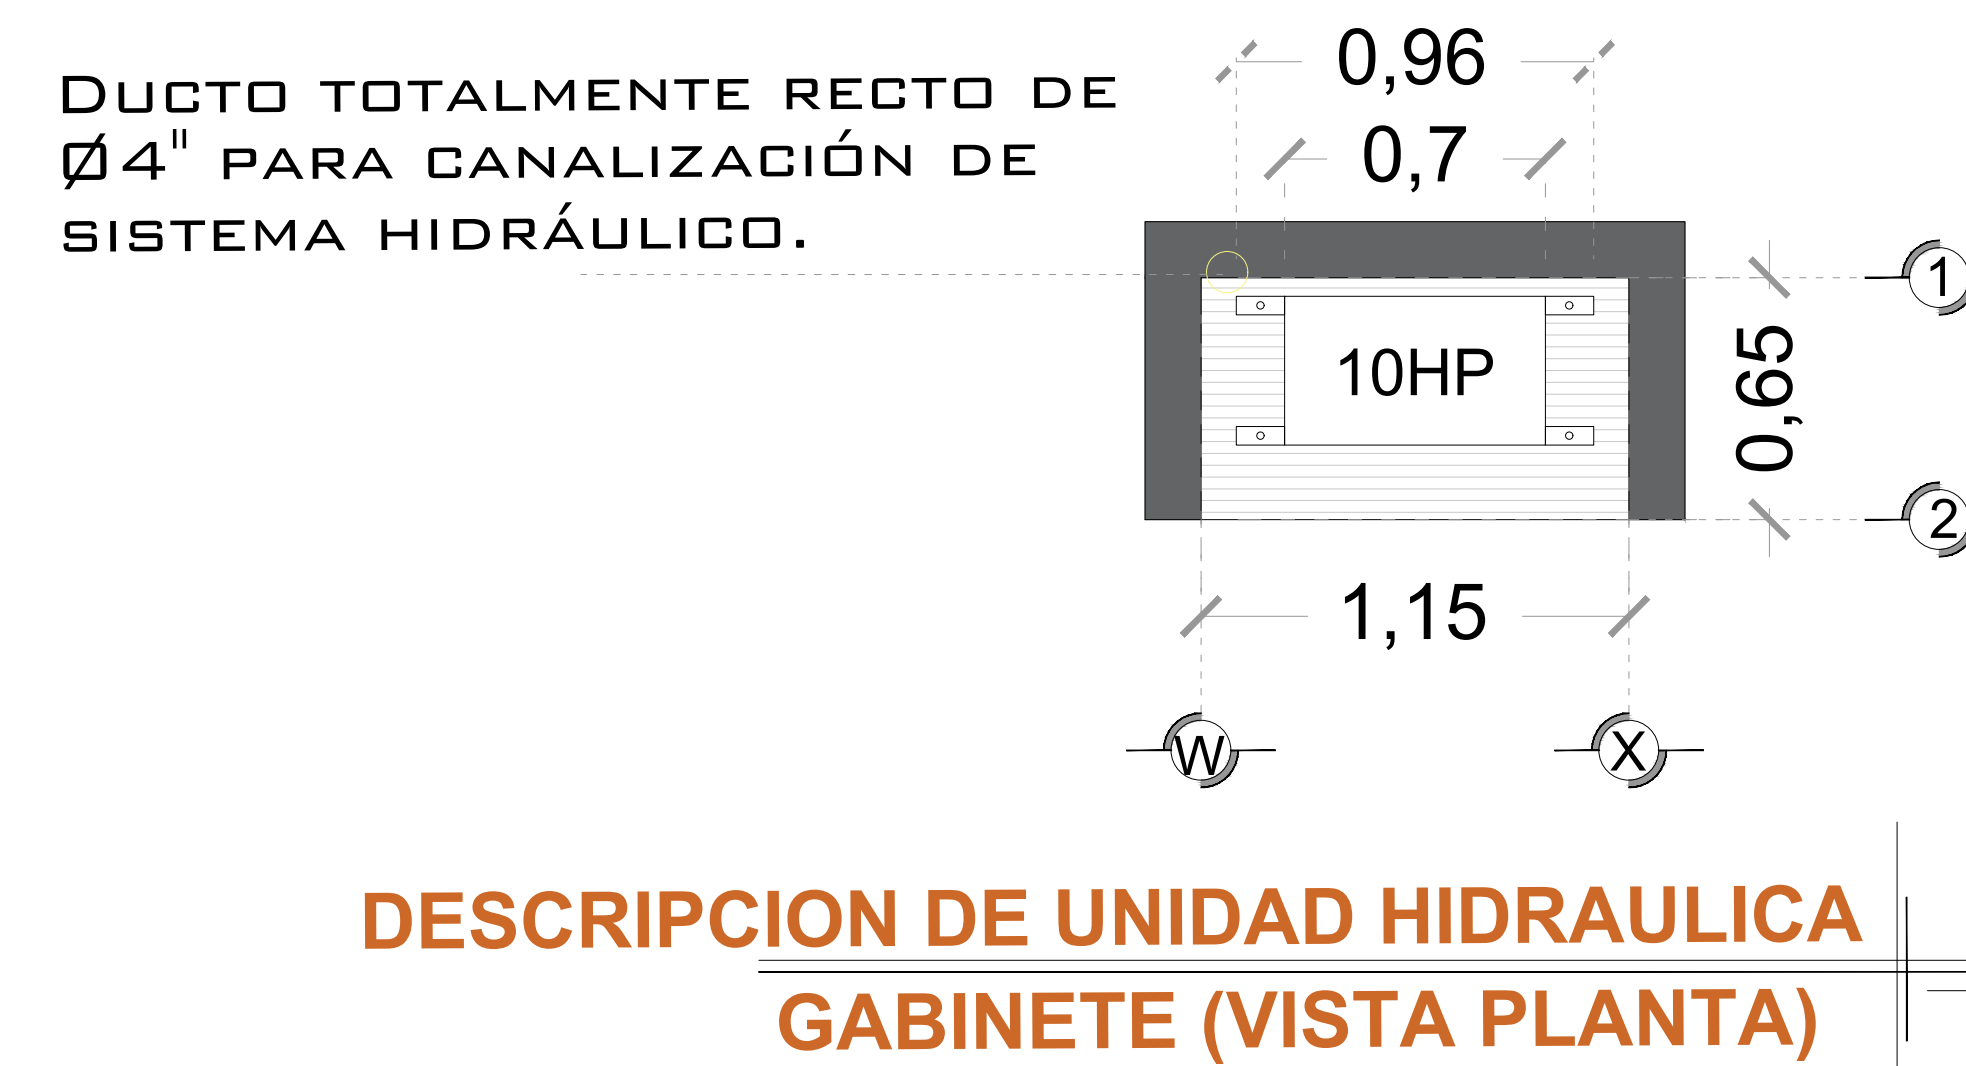 Ducto totalmente recto de
Ø4" para canalización de
sistema hidráulico.
0,96
0,7
1
10HP
0,65
2
1,15
W
X
DESCRIPCION DE UNIDAD HIDRAULICA
GABINETE (VISTA PLANTA)